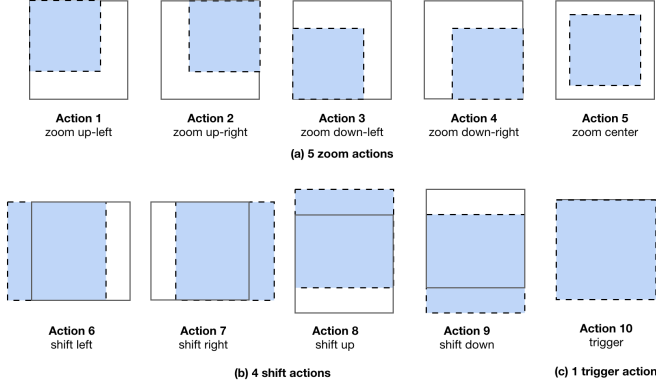 Action 1
zoom up-left
Action 2
zoom up-right
Action 3
zoom down-left
Action 4
zoom down-right
Action 5
zoom center
(a) 5 zoom actions
Action 6
shift left
Action 7
shift right
Action 8
shift up
Action 9
shift down
Action 10
trigger
(b) 4 shift actions
(c) 1 trigger action